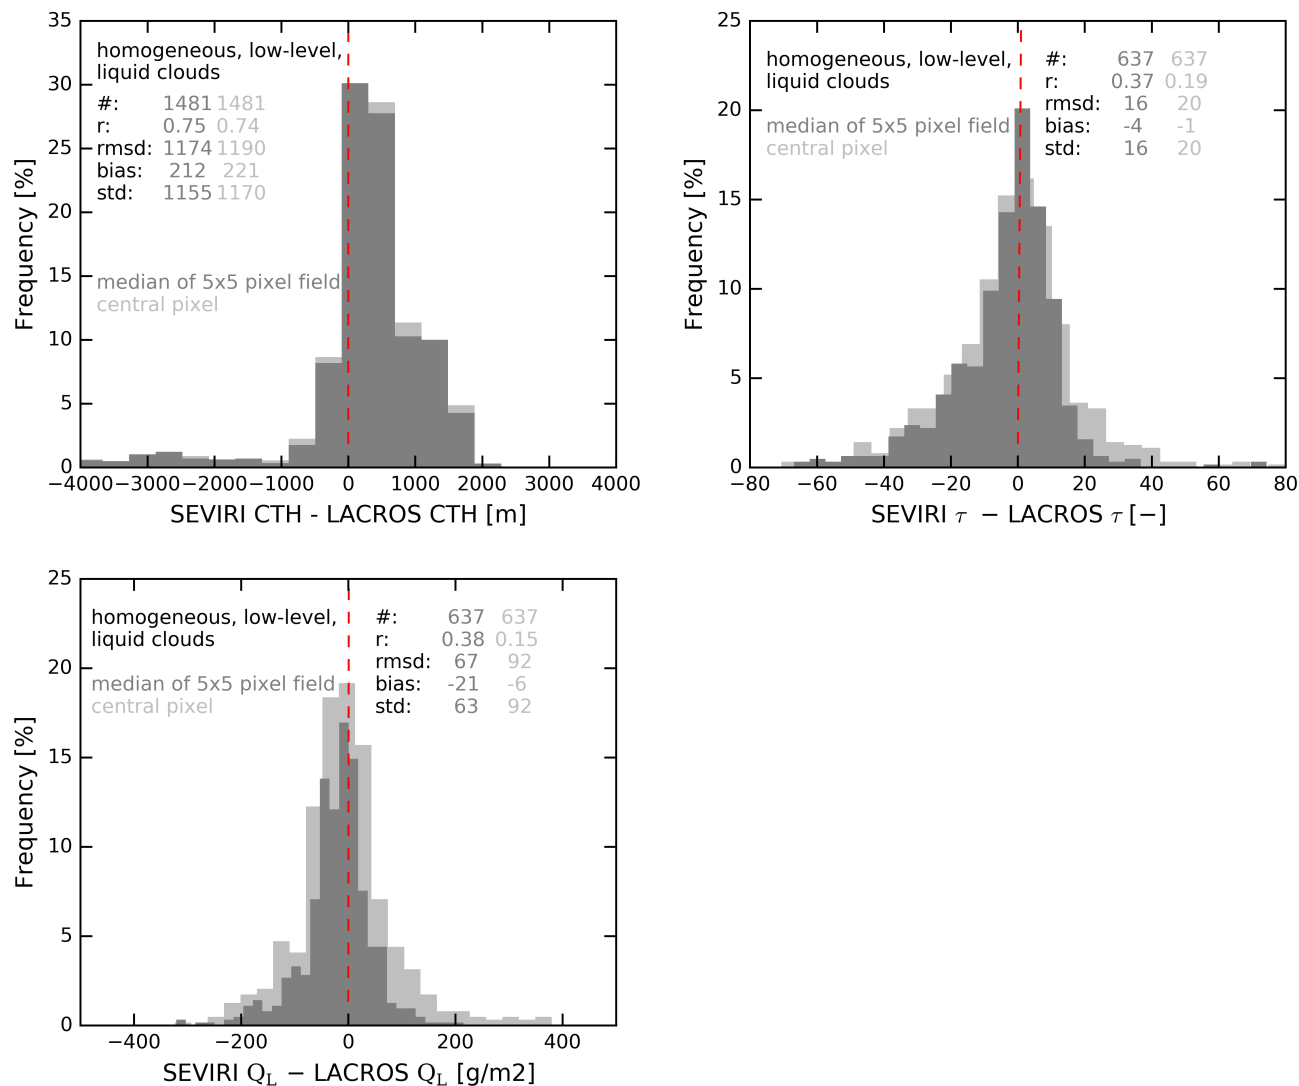 35
30
25
20
15
10
5
0
Frequency [%]
homogeneous, low-level,
liquid clouds
#: 1481 1481
r: 0.75 0.74
rmsd: 1174 1190
bias: 212 221
std: 1155 1170
median of 5x5 pixel field
central pixel
−4000 −3000 −2000 −1000 0 1000 2000 3000 4000
SEVIRI CTH - LACROS CTH [m]
25
20
15
10
5
0
Frequency [%]
homogeneous, low-level,
liquid clouds
median of 5x5 pixel field
central pixel
#: 637 637
r: 0.37 0.19
rmsd: 16 20
bias: -4 -1
std: 16 20
−80 −60 −40 −20 0 20 40 60 80
SEVIRI τ − LACROS τ [−]
25
20
15
10
5
0
Frequency [%]
homogeneous, low-level,
liquid clouds
median of 5x5 pixel field
central pixel
#: 637 637
r: 0.38 0.15
rmsd: 67 92
bias: -21 -6
std: 63 92
−400 −200 0 200 400
SEVIRI Q_L − LACROS Q_L [g/m2]